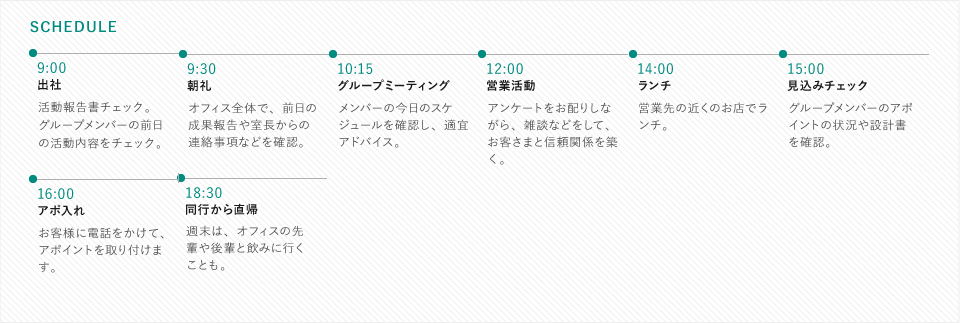 SCHEDULE
9:00
出社
活動報告書チェック。
グループメンバーの前日
の活動内容をチェック。
9:30
朝礼
オフィス全体で、前日の
成果報告や室長からの
連絡事項などを確認。
10:15
グループミーティング
メンバーの今日のスケ
ジュールを確認し、適宜
アドバイス。
12:00
営業活動
アンケートをお配りしな
がら、雑談などをして、
お客さまと信頼関係を築
く。
14:00
ランチ
営業先の近くのお店でラ
ンチ。
15:00
見込みチェック
グループメンバーのアポ
イントの状況や設計書
を確認。
16:00
アポ入れ
お客様に電話をかけて、
アポイントを取り付けま
す。
18:30
同行から直帰
週末は、オフィスの先
輩や後輩と飲みに行く
ことも。